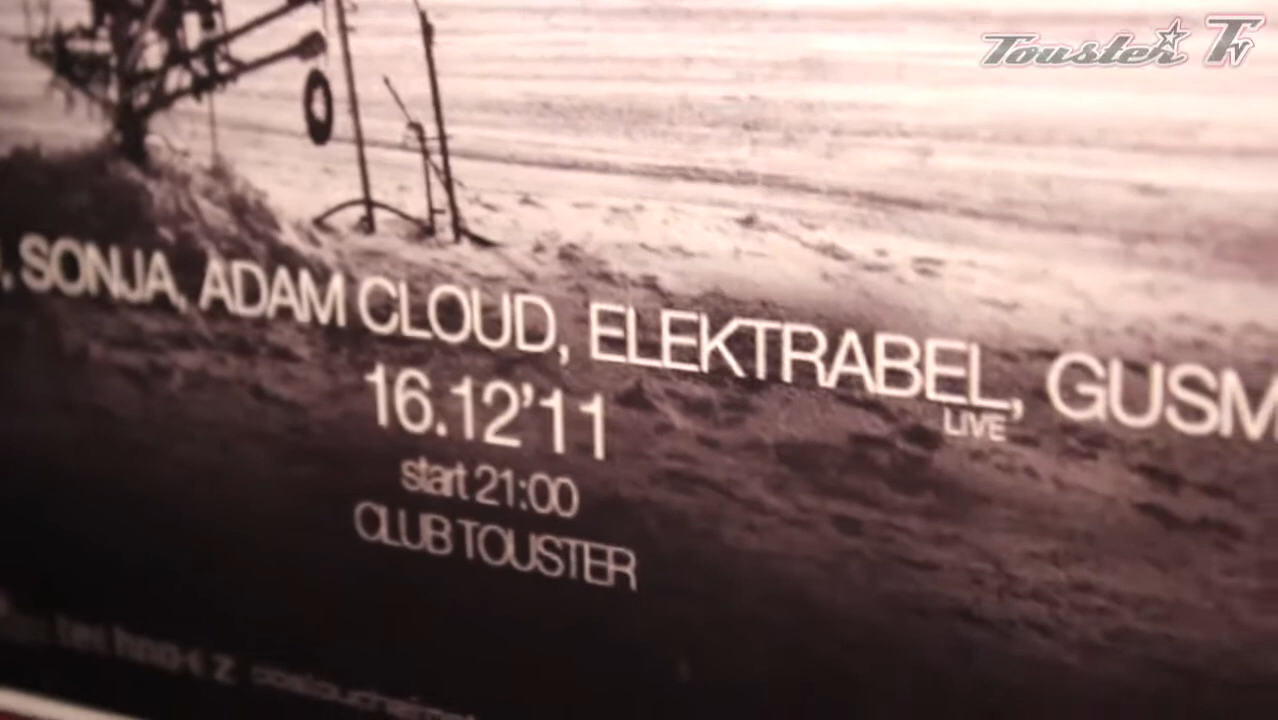 Touster TV
SONJA, ADAM CLOUD, ELEKTRABEL, GUSM
LIVE
16.12'11
start 21:00
CLUB TOUSTER